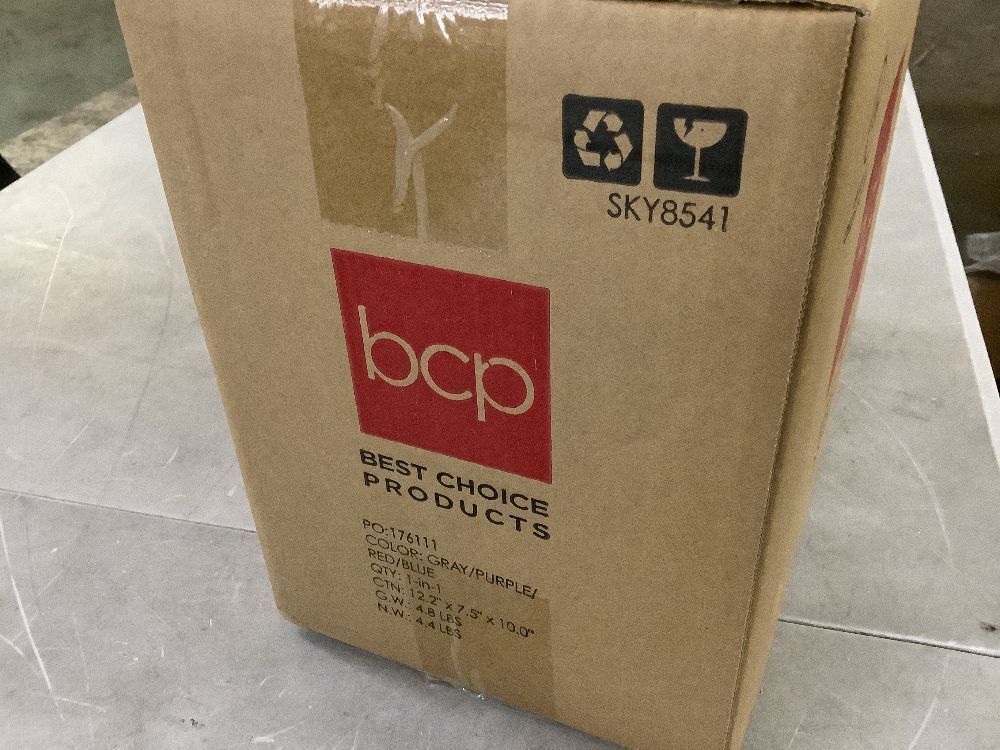 SKY8541
bcp
BEST CHOICE
PRODUCTS
PO:176111
COLOR: GRAY/PURPLE/
RED/BLUE
QTY: 1-in-1
CTN: 12.2" x 7.5" x 10.0"
G.W.: 4.8 LBS
N.W.: 4.4 LBS